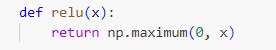 def relu(x):
    return np.maximum(0, x)